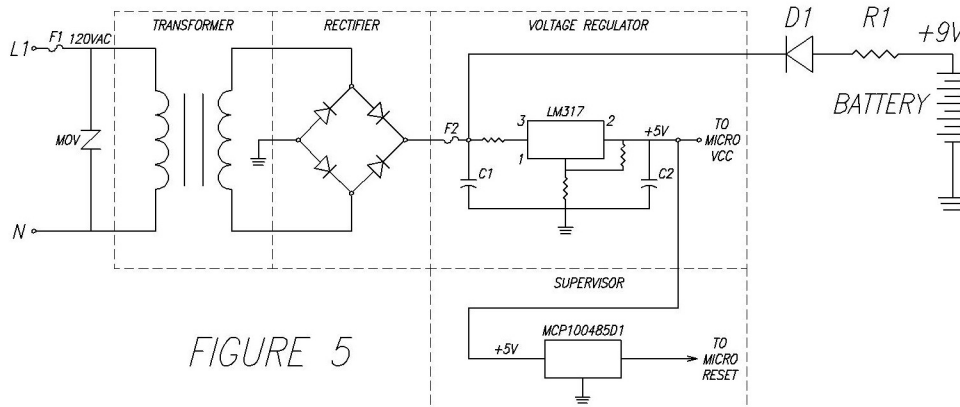 TRANSFORMER
RECTIFIER
VOLTAGE REGULATOR
D1
R1
+9V
L1
F1
120VAC
BATTERY
MOV
F2
3
LM317
2
+5V
TO
MICRO
VCC
1
C1
C2
N
SUPERVISOR
FIGURE 5
MCP100485D1
+5V
TO
MICRO
RESET